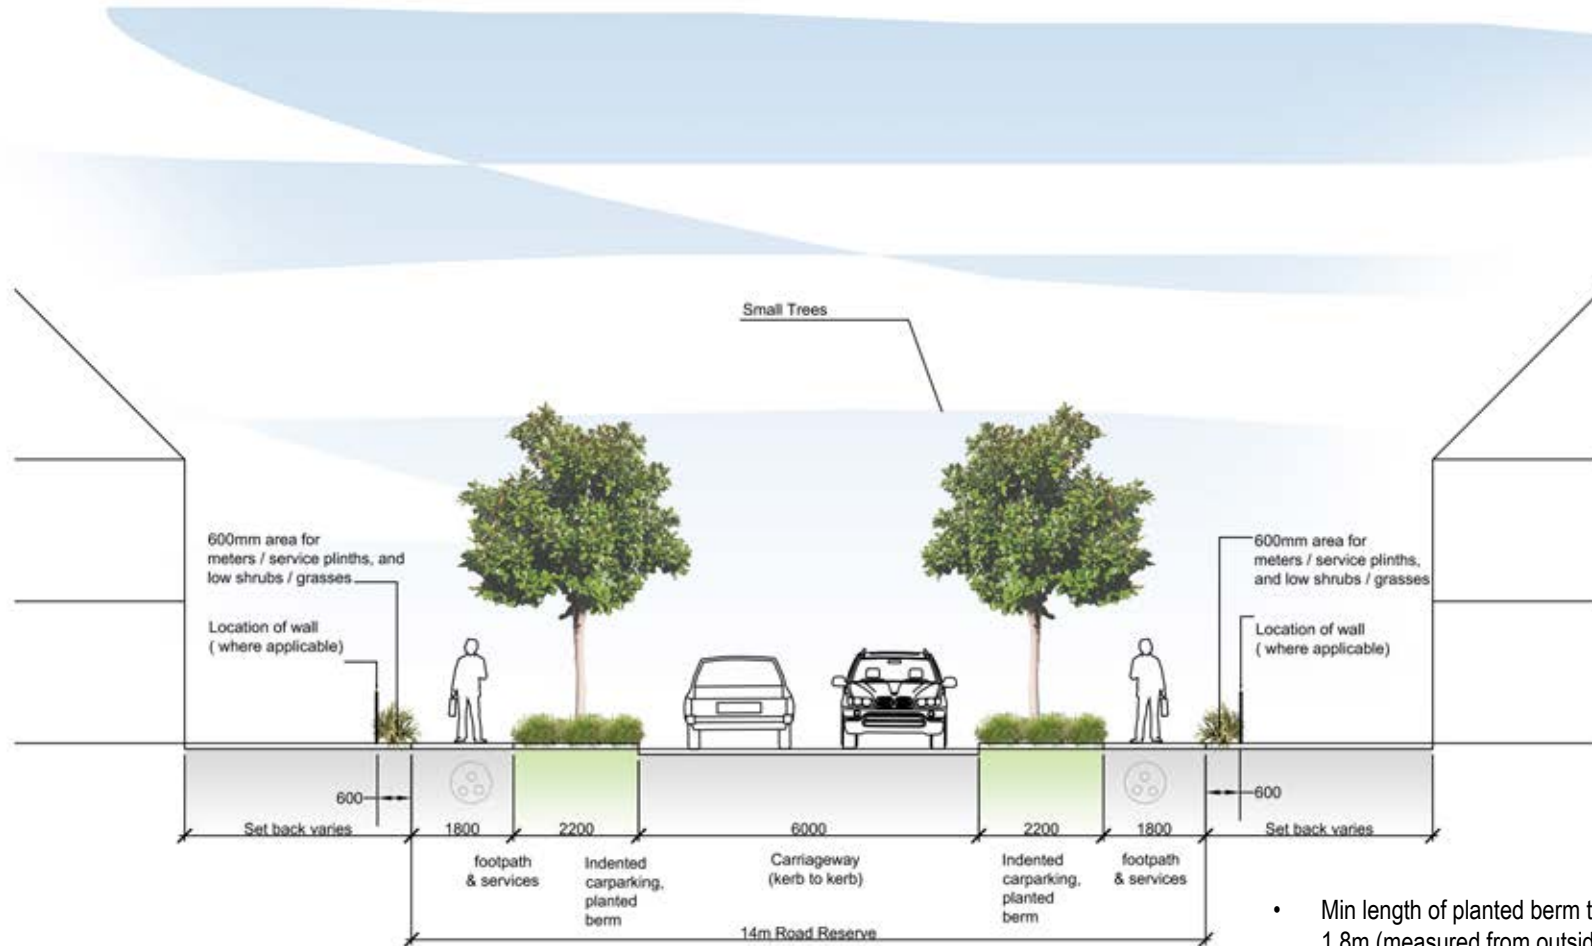 Small Trees
600mm area for
meters / service plinths, and
low shrubs / grasses
600mm area for
meters / service plinths,
and low shrubs / grasses
Location of wall
( where applicable)
Location of wall
( where applicable)
600
600
Set back varies
1800
2200
6000
2200
1800
Set back varies
footpath
& services
Indented
carparking,
planted
berm
Carriageway
(kerb to kerb)
Indented
carparking,
planted
berm
footpath
& services
14m Road Reserve
• Min length of planted berm
1.8m (measured from outsid